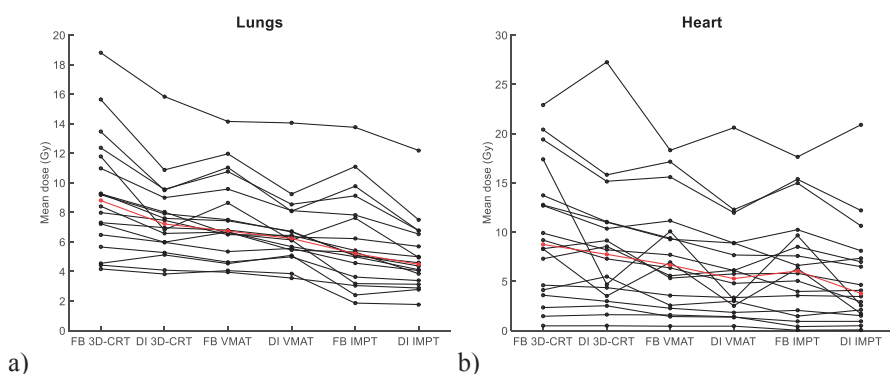 Lungs
Mean dose (Gy)
20
18
16
14
12
10
8
6
4
2
0
FB 3D-CRT DI 3D-CRT FB VMAT DI VMAT FB IMPT DI IMPT
a)
Heart
Mean dose (Gy)
30
25
20
15
10
5
0
FB 3D-CRT DI 3D-CRT FB VMAT DI VMAT FB IMPT DI IMPT
b)